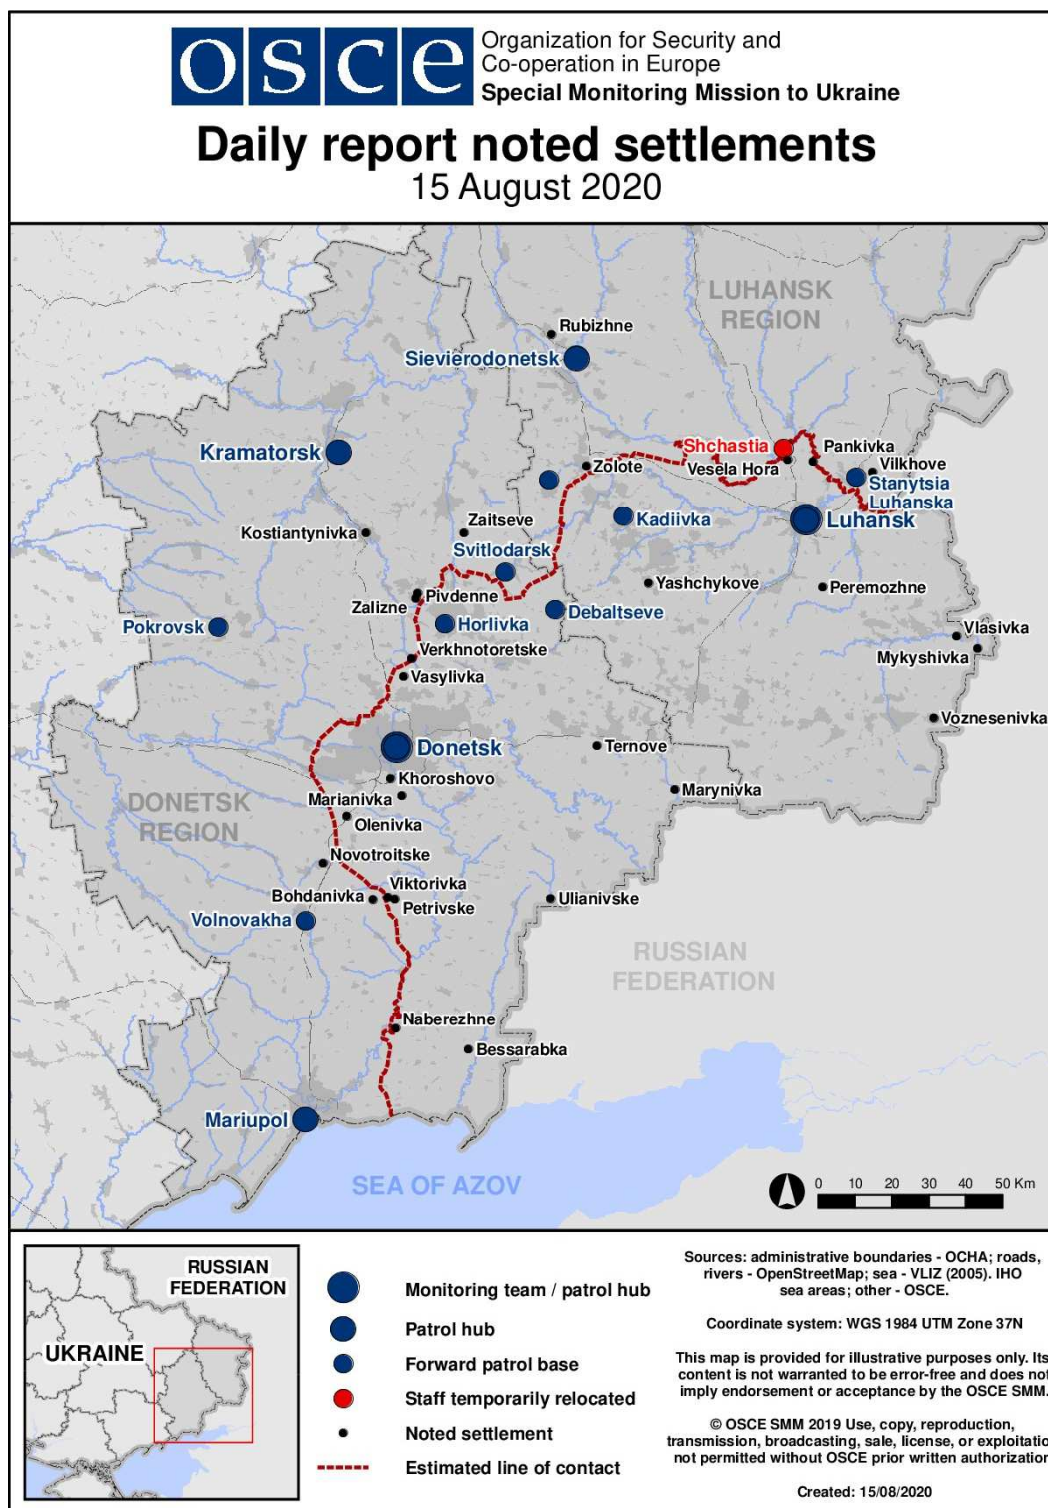 osce
Organization for Security and
Co-operation in Europe
Special Monitoring Mission to Ukraine
Daily report noted settlements
15 August 2020
LUHANSK
REGION
Rubizhne
Sievierodonetsk
Kramatorsk
Shchastia
Pankivka
Zolote
Vesela Hora
Vilkhove
Stanytsia
Luhanska
Kadiivka
Luhansk
Kostiantynivka
Zaitseve
Svitlodarsk
Yashchykove
Peremozhne
Pivdenne
Zalizne
Debaltseve
Pokrovsk
Horlivka
Vlasivka
Verkhnotoretske
Mykyshivka
Vasylivka
Voznesenivka
Donetsk
Ternove
Khoroshovo
Marynivka
Marianivka
DONETSK
REGION
Olenivka
Novotroitske
Viktorivka
Bohdanivka
Petrivske
Ulianivske
Volnovakha
RUSSIAN
FEDERATION
Naberezhne
Bessarabka
Mariupol
SEA OF AZOV
0 10 20 30 40 50 Km
RUSSIAN
FEDERATION
UKRAINE
Monitoring team / patrol hub
Patrol hub
Forward patrol base
Staff temporarily relocated
Noted settlement
Estimated line of contact
Sources: administrative boundaries - OCHA; roads,
rivers - OpenStreetMap; sea - VLIZ (2005). IHO
sea areas; other - OSCE.
Coordinate system: WGS 1984 UTM Zone 37N
This map is provided for illustrative purposes only. Its
content is not warranted to be error-free and does not
imply endorsement or acceptance by the OSCE SMM.
© OSCE SMM 2019 Use, copy, reproduction,
transmission, broadcasting, sale, license, or exploitatio
not permitted without OSCE prior written authorization
Created: 15/08/2020